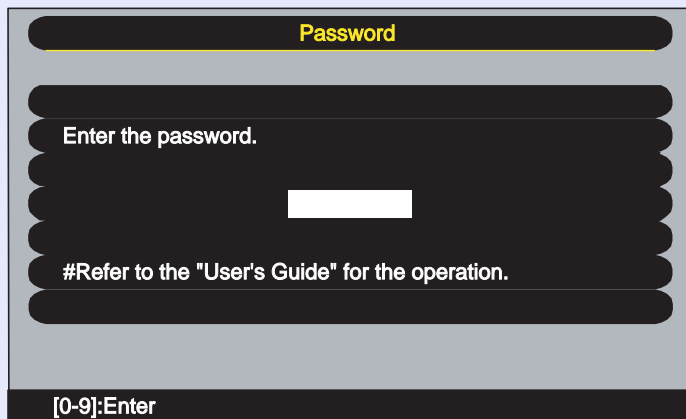 Password
Enter the password.
#Refer to the "User's Guide" for the operation.
[0-9]:Enter